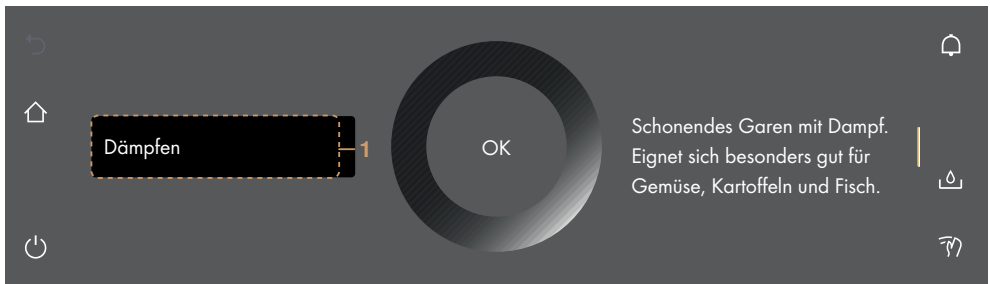 Dämpfen
1
OK
Schonendes Garen mit Dampf.
Eignet sich besonders gut für
Gemüse, Kartoffeln und Fisch.